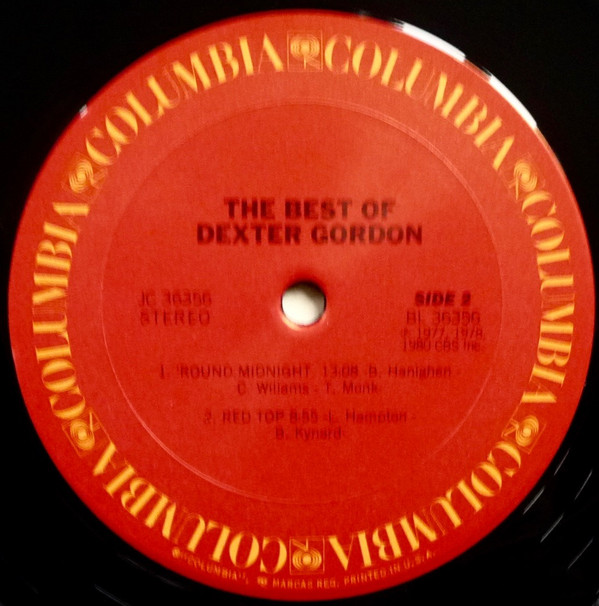 COLUMBIA COLUMBIA COLUMBIA COLUMBIA COLUMBIA COLUMBIA COLUMBIA COLUMBIA
THE BEST OF
DEXTER GORDON
JC 36356
STEREO
SIDE 2
BL 36356
℗ 1977, 1978,
1980 CBS Inc.
1. 'ROUND MIDNIGHT 13:08 -B. Hanighen -
C. Williams - T. Monk-
2. RED TOP 8:55 -L. Hampton -
B. Kynard-
®"COLUMBIA", MARCAS REG. PRINTED IN U.S.A.